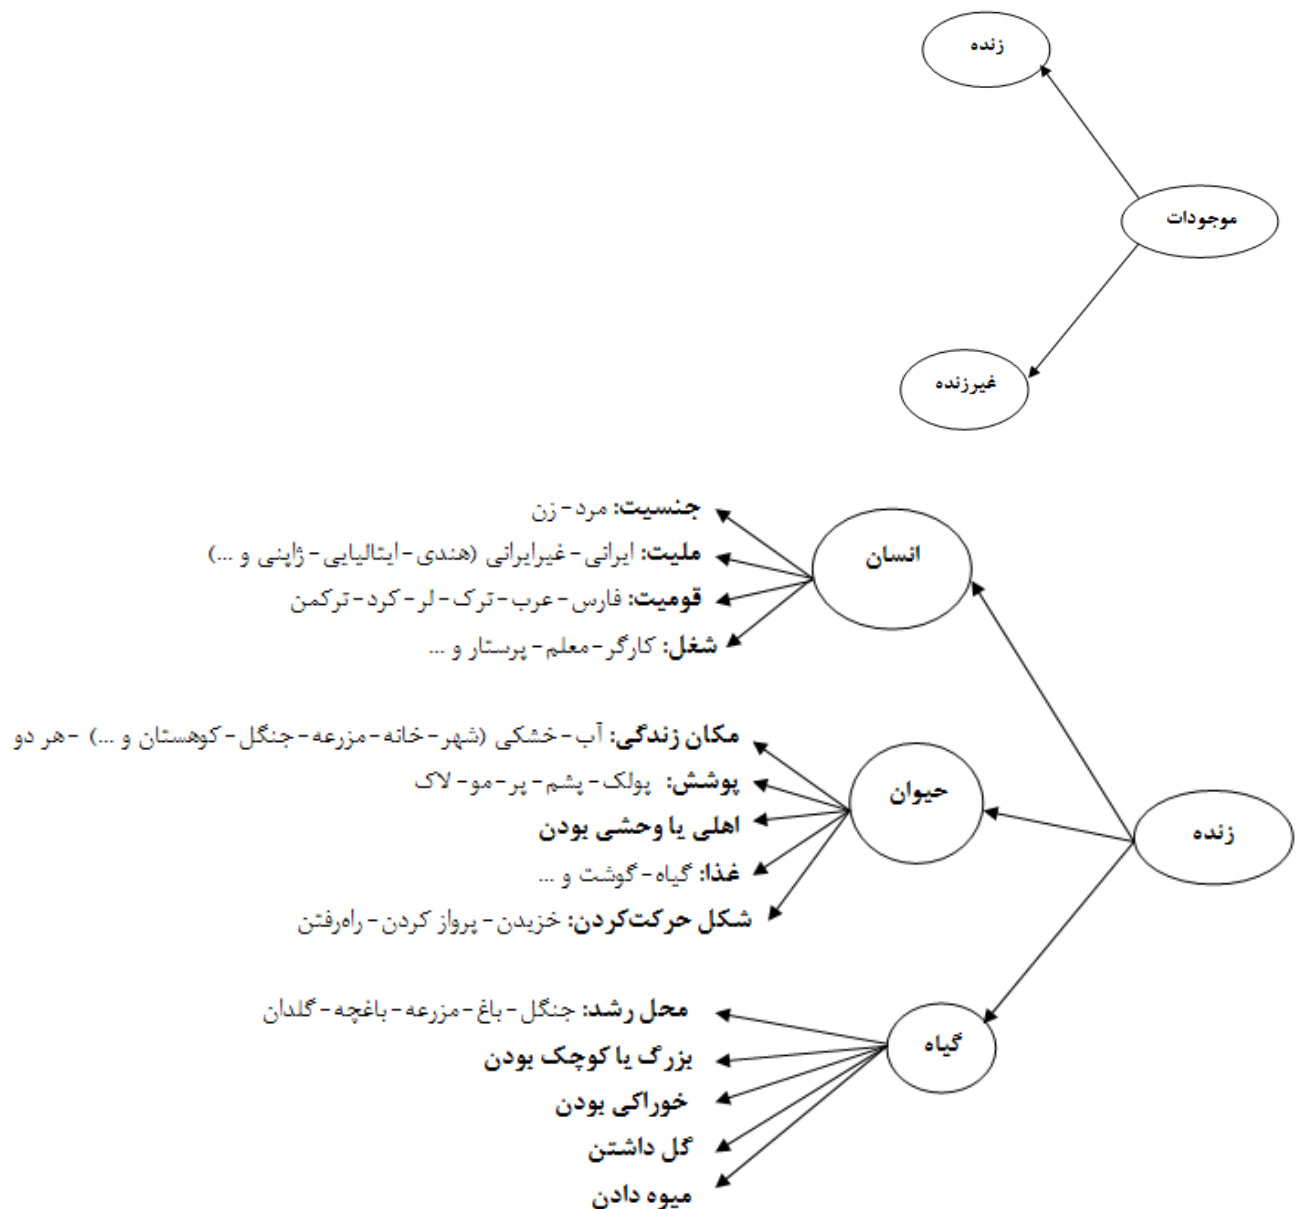 زنده
موجودات
غیرزنده
انسان
جنسیت: مرد-زن
ملیت: ایرانی-غیرایرانی (هندی-ایتالیایی-ژاپنی و ...)
قومیت: فارس-عرب-ترک-لر-کرد-ترکمن
شغل: کارگر-معلم-پرستار و ...
زنده
حیوان
مکان زندگی: آب-خشکی (شهر-خانه-مزرعه-جنگل-کوهستان و ...) -هر دو
پوشش: پولک-پشم-پر-مو-لاک
اهلی یا وحشی بودن
غذا: گیاه-گوشت و ...
شکل حرکت‌کردن: خزیدن-پرواز کردن-راه‌رفتن
گیاه
محل رشد: جنگل-باغ-مزرعه-باغچه-گلدان
بزرگ یا کوچک بودن
خوراکی بودن
گل داشتن
میوه دادن